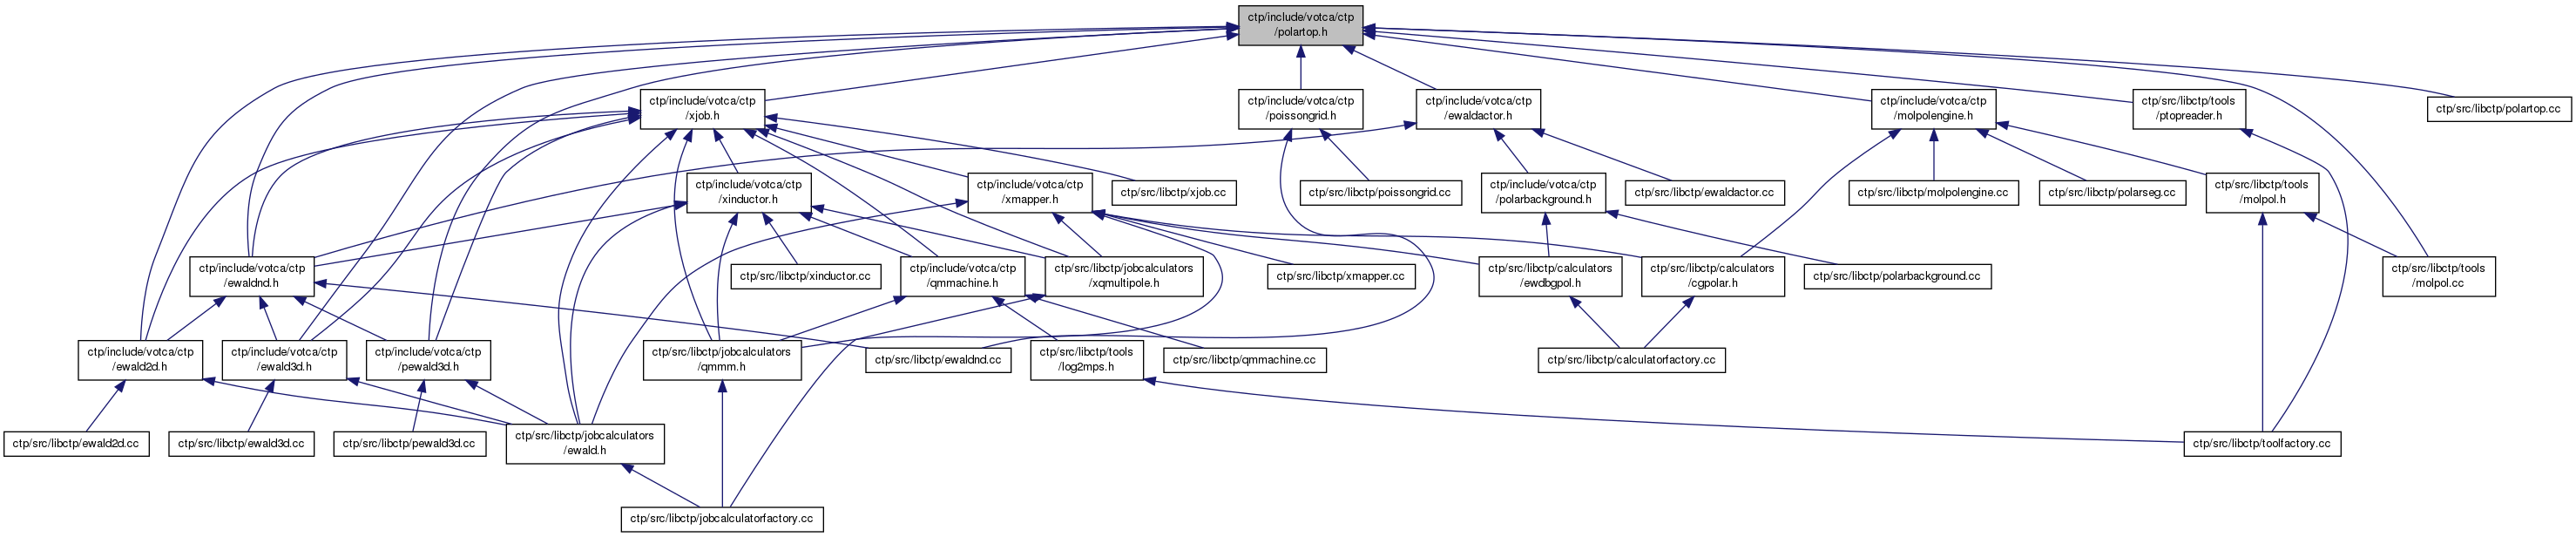 ctp/include/votca/ctp
/polartop.h
ctp/include/votca/ctp
/xjob.h
ctp/include/votca/ctp
/poissongrid.h
ctp/include/votca/ctp
/ewaldactor.h
ctp/include/votca/ctp
/molpolengine.h
ctp/src/libctp/tools
/ptopreader.h
ctp/src/libctp/polartop.cc
ctp/include/votca/ctp
/xinductor.h
ctp/include/votca/ctp
/xmapper.h
ctp/src/libctp/xjob.cc
ctp/src/libctp/poissongrid.cc
ctp/include/votca/ctp
/polarbackground.h
ctp/src/libctp/ewaldactor.cc
ctp/src/libctp/molpolengine.cc
ctp/src/libctp/polarseg.cc
ctp/src/libctp/tools
/molpol.h
ctp/include/votca/ctp
/ewaldnd.h
ctp/src/libctp/xinductor.cc
ctp/include/votca/ctp
/qmmachine.h
ctp/src/libctp/jobcalculators
/xqmultipole.h
ctp/src/libctp/xmapper.cc
ctp/src/libctp/calculators
/ewdbgpol.h
ctp/src/libctp/calculators
/cgpolar.h
ctp/src/libctp/polarbackground.cc
ctp/src/libctp/tools
/molpol.cc
ctp/include/votca/ctp
/ewald2d.h
ctp/include/votca/ctp
/ewald3d.h
ctp/include/votca/ctp
/pewald3d.h
ctp/src/libctp/jobcalculators
/qmmm.h
ctp/src/libctp/ewaldnd.cc
ctp/src/libctp/tools
/log2mps.h
ctp/src/libctp/qmmachine.cc
ctp/src/libctp/calculatorfactory.cc
ctp/src/libctp/ewald2d.cc
ctp/src/libctp/ewald3d.cc
ctp/src/libctp/pewald3d.cc
ctp/src/libctp/jobcalculators
/ewald.h
ctp/src/libctp/toolfactory.cc
ctp/src/libctp/jobcalculatorfactory.cc